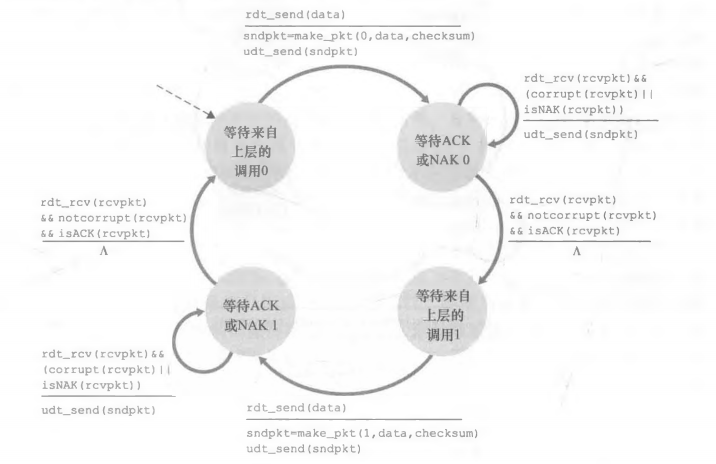 rdt_send(data)
sndpkt=make_pkt(0,data,checksum)
udt_send(sndpkt)
rdt_rcv(rcvpkt)&&
(corrupt(rcvpkt)||
isNAK(rcvpkt))
udt_send(sndpkt)
等待来自
上层的
调用0
等待ACK
或NAK 0
rdt_rcv(rcvpkt)
&& notcorrupt(rcvpkt)
&& isACK(rcvpkt)
Λ
rdt_rcv(rcvpkt)
&& notcorrupt(rcvpkt)
&& isACK(rcvpkt)
Λ
等待ACK
或NAK 1
等待来自
上层的
调用1
rdt_rcv(rcvpkt)&&
(corrupt(rcvpkt)||
isNAK(rcvpkt))
udt_send(sndpkt)
rdt_send(data)
sndpkt=make_pkt(1,data,checksum)
udt_send(sndpkt)